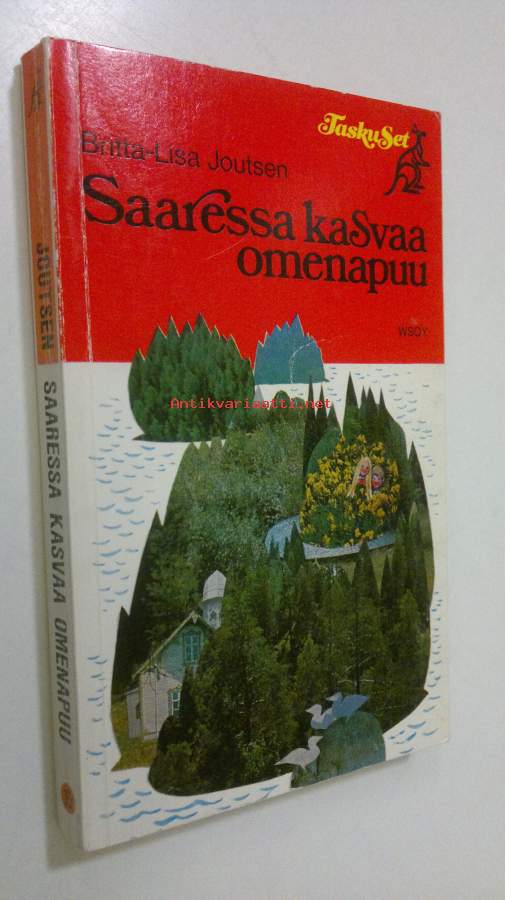 TaskuSet
Britta-Lisa Joutsen
Saaressa kasvaa
omenapuu
WSOY
Antikvariaatti.net
JOUTSEN SAARESSA KASVAA OMENAPUU